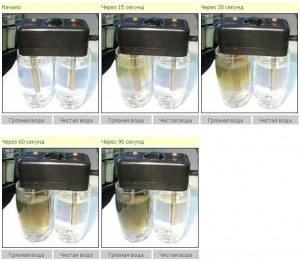 Начало
Грязная вода
Чистая вода
Через 15 секунд
Грязная вода
Чистая вода
Через 30 секунд
Грязная вода
Чистая вода
Через 60 секунд
Грязная вода
Чистая вода
Через 90 секунд
Грязная вода
Чистая вода